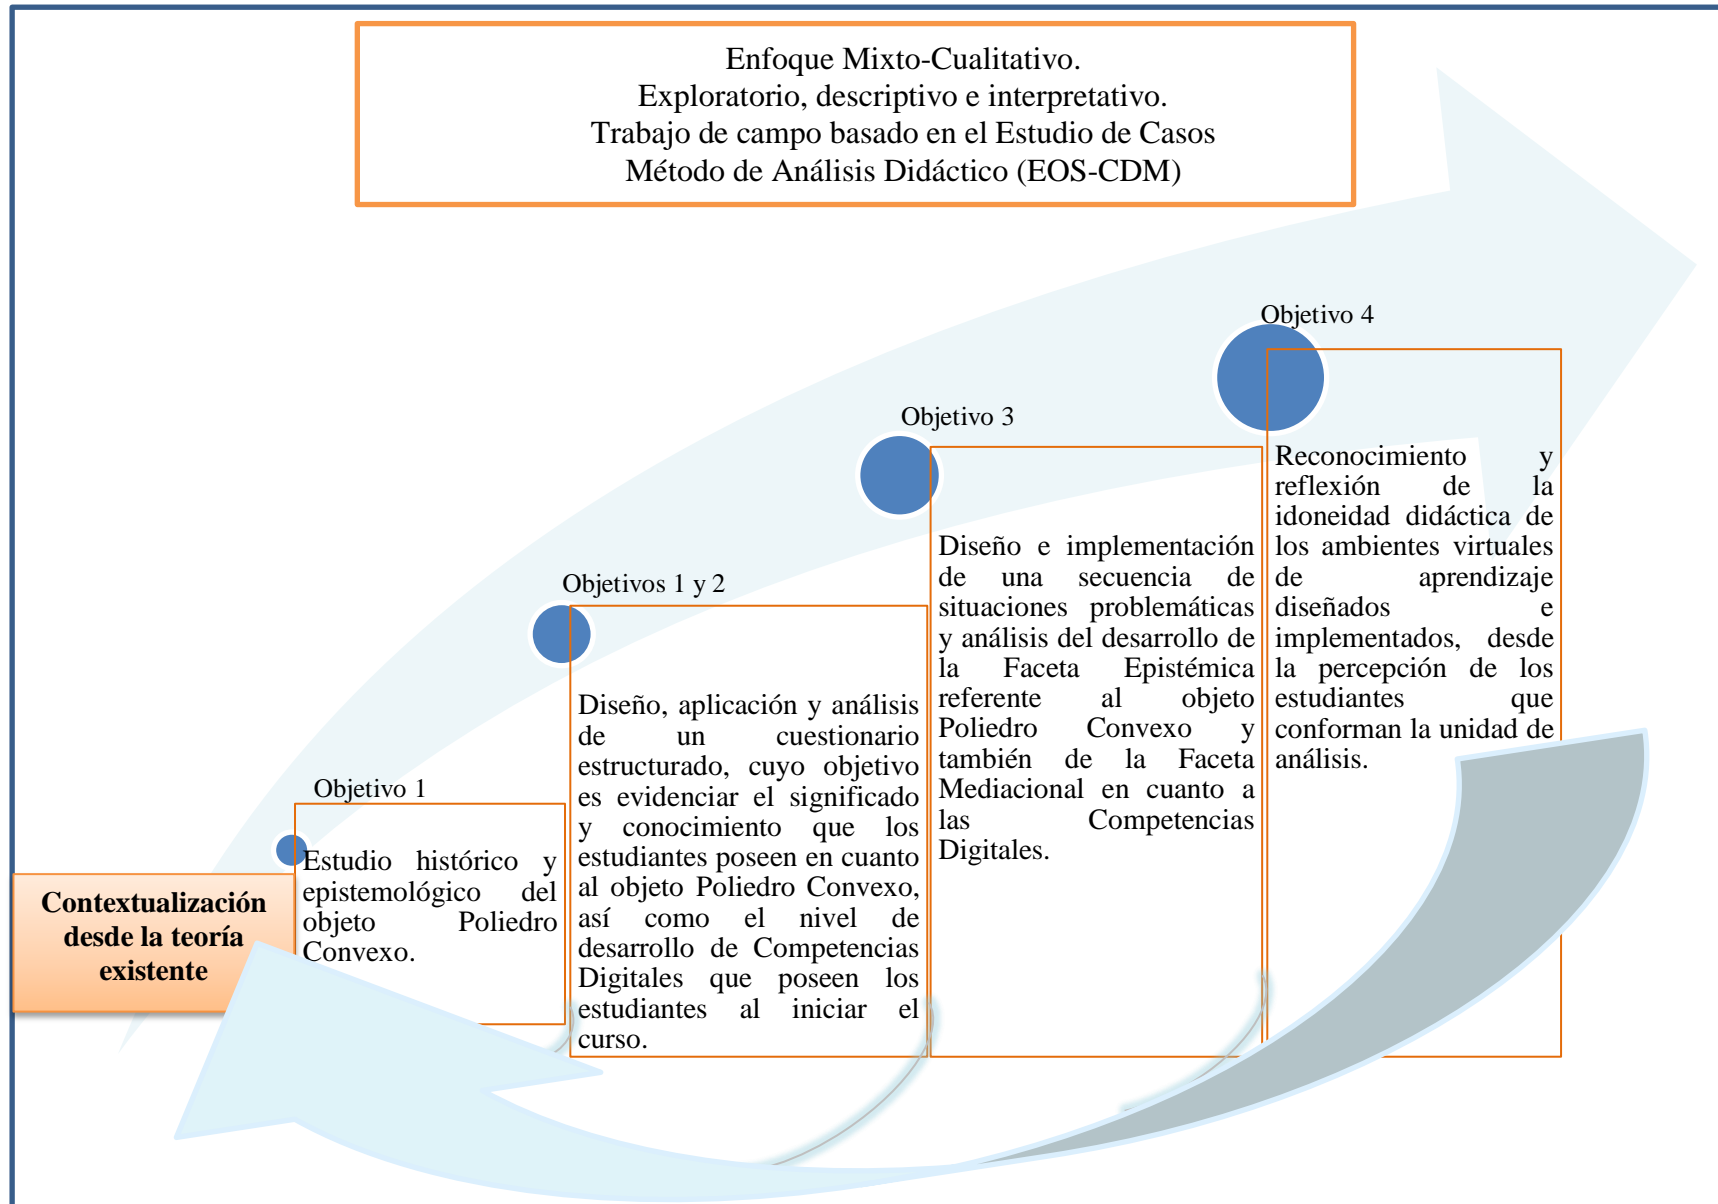 Enfoque Mixto-Cualitativo.
Exploratorio, descriptivo e interpretativo.
Trabajo de campo basado en el Estudio de Casos
Método de Análisis Didáctico (EOS-CDM)
Contextualización
desde la teoría
existente
Objetivo 1
Estudio histórico y
epistemológico del
objeto Poliedro
Convexo.
Objetivos 1 y 2
Diseño, aplicación y análisis
de un cuestionario
estructurado, cuyo objetivo
es evidenciar el significado
y conocimiento que los
estudiantes poseen en cuanto
al objeto Poliedro Convexo,
así como el nivel de
desarrollo de Competencias
Digitales que poseen los
estudiantes al iniciar el
curso.
Objetivo 3
Diseño e implementación
de una secuencia de
situaciones problemáticas
y análisis del desarrollo de
la Faceta Epistémica
referente al objeto
Poliedro Convexo y
también de la Faceta
Mediacional en cuanto a
las Competencias
Digitales.
Objetivo 4
Reconocimiento y
reflexión de la
idoneidad didáctica de
los ambientes virtuales
de aprendizaje
diseñados e
implementados, desde
la percepción de los
estudiantes que
conforman la unidad de
análisis.